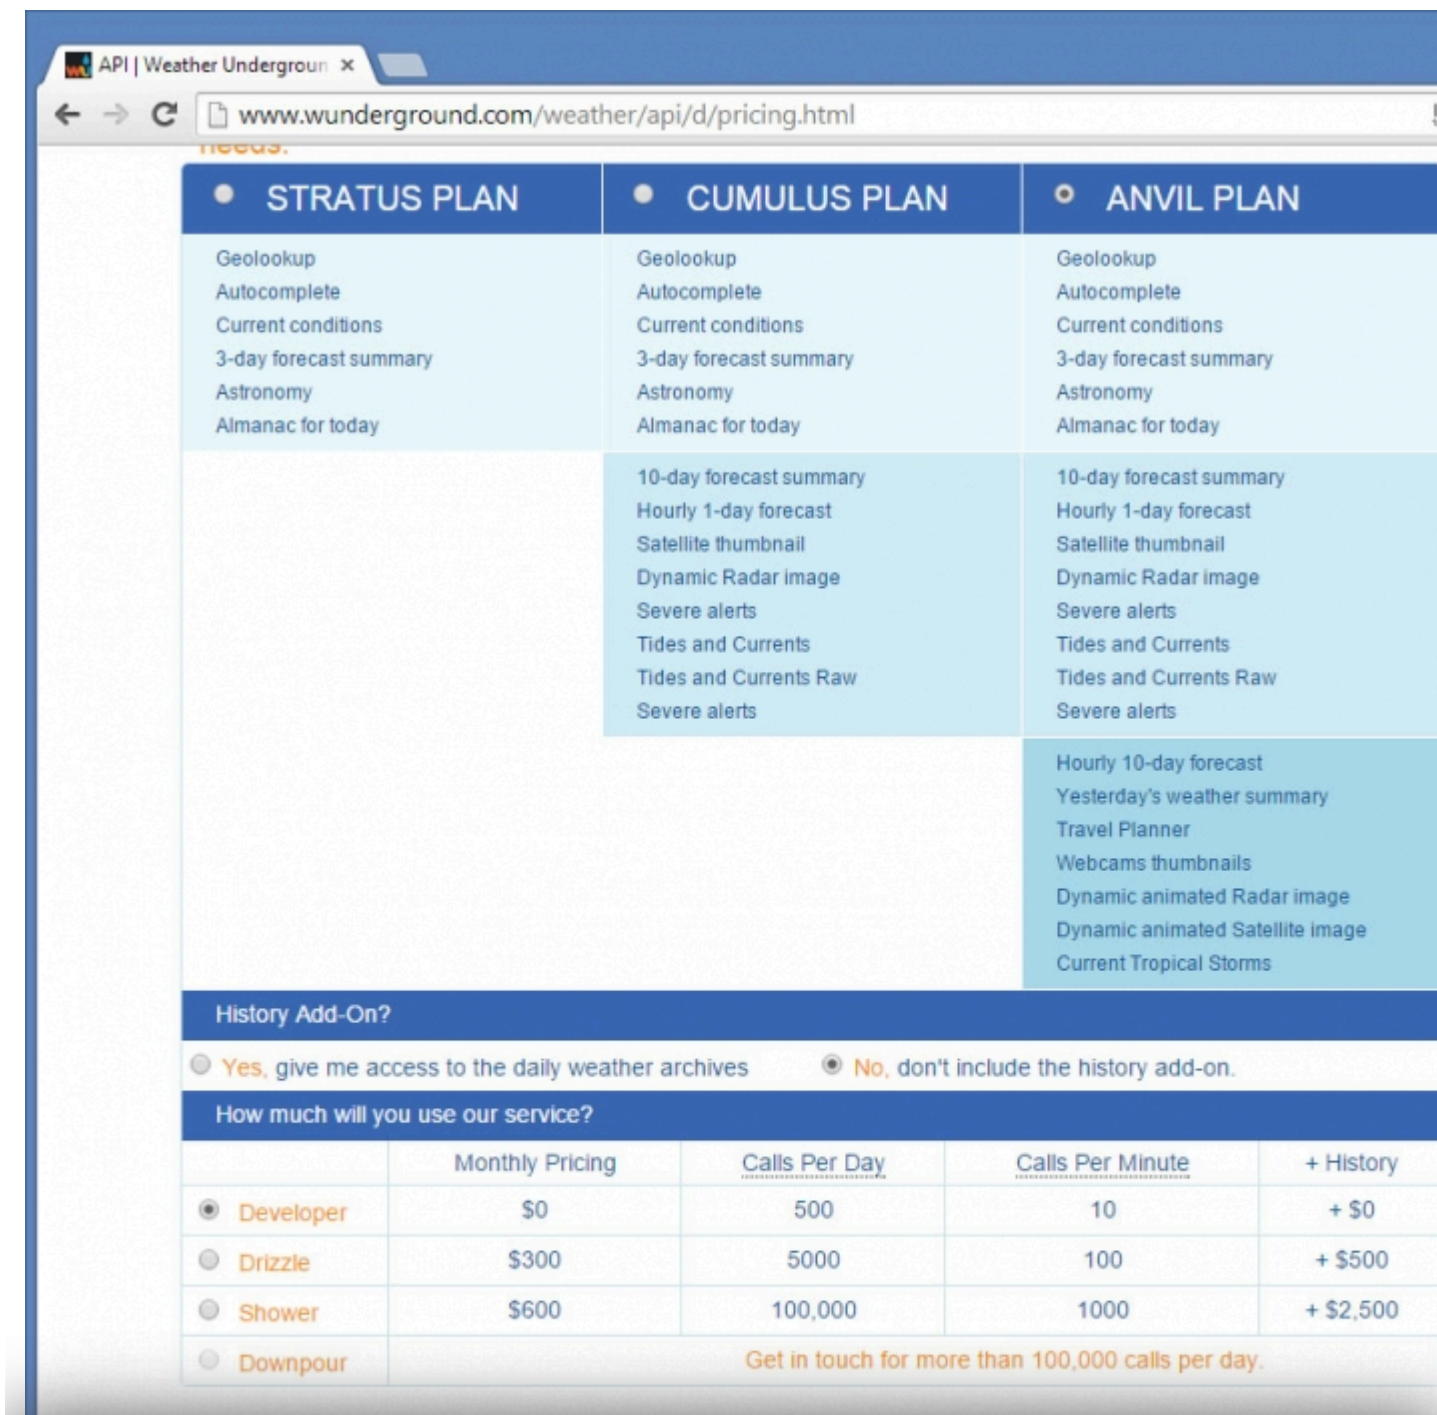 API | Weather Undergroun
www.wunderground.com/weather/api/d/pricing.html
needs.
STRATUS PLAN
Geolookup
Autocomplete
Current conditions
3-day forecast summary
Astronomy
Almanac for today
CUMULUS PLAN
Geolookup
Autocomplete
Current conditions
3-day forecast summary
Astronomy
Almanac for today
10-day forecast summary
Hourly 1-day forecast
Satellite thumbnail
Dynamic Radar image
Severe alerts
Tides and Currents
Tides and Currents Raw
Severe alerts
ANVIL PLAN
Geolookup
Autocomplete
Current conditions
3-day forecast summary
Astronomy
Almanac for today
10-day forecast summary
Hourly 1-day forecast
Satellite thumbnail
Dynamic Radar image
Severe alerts
Tides and Currents
Tides and Currents Raw
Severe alerts
Hourly 10-day forecast
Yesterday's weather summary
Travel Planner
Webcams thumbnails
Dynamic animated Radar image
Dynamic animated Satellite image
Current Tropical Storms
History Add-On?
Yes, give me access to the daily weather archives No, don't include the history add-on.
How much will you use our service?
Monthly Pricing Calls Per Day Calls Per Minute + History
Developer $0 500 10 + $0
Drizzle $300 5000 100 + $500
Shower $600 100,000 1000 + $2,500
Downpour Get in touch for more than 100,000 calls per day.